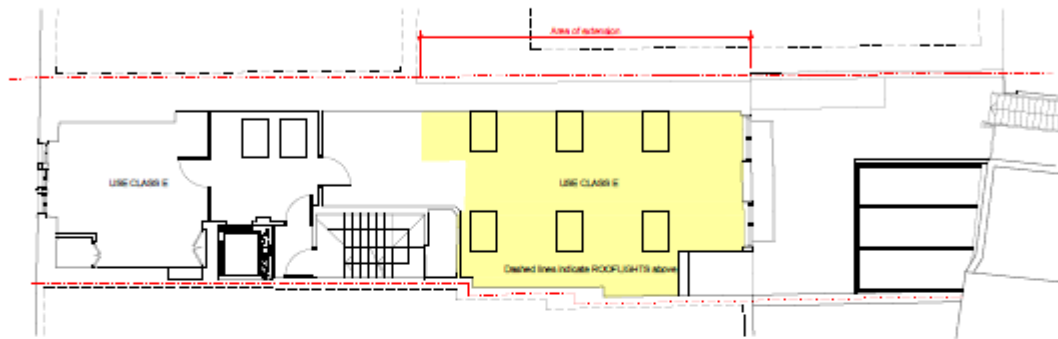 Area of extension
USE CLASS E
USE CLASS E
Dashed lines indicate ROOFLIGHTS above